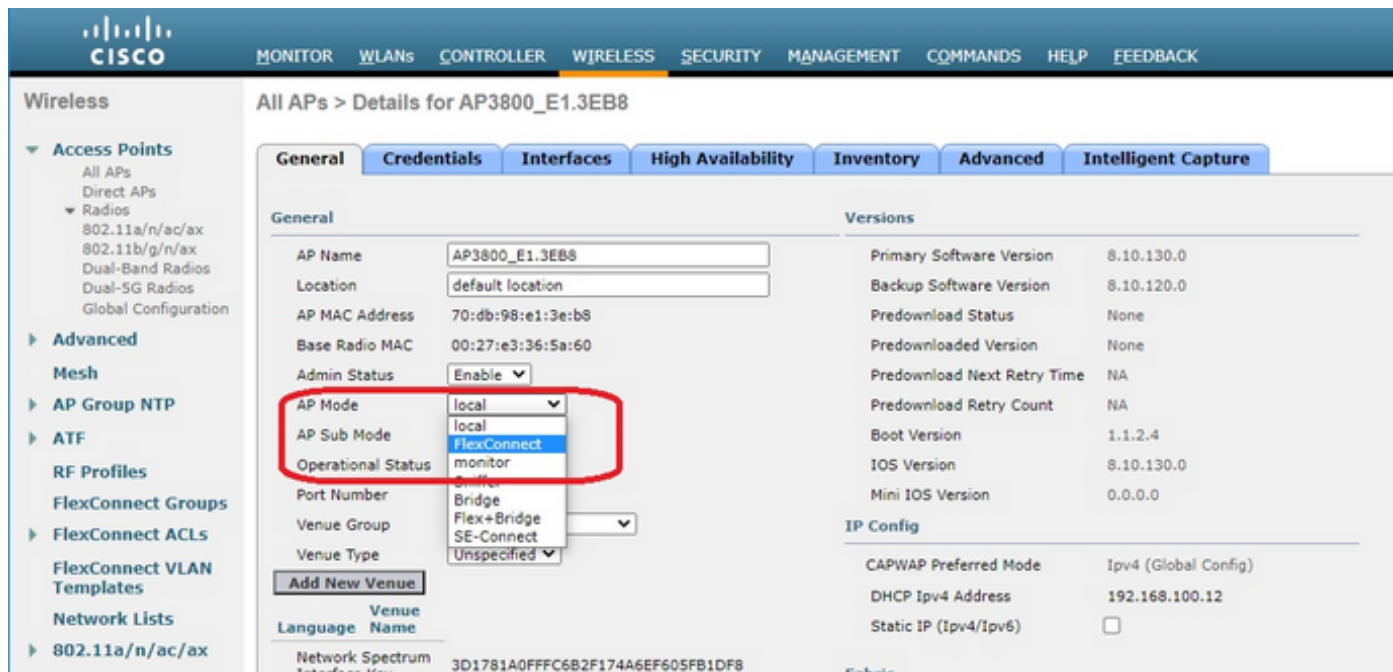 CISCO
MONITOR WLANs CONTROLLER WIRELESS SECURITY MANAGEMENT COMMANDS HELP FEEDBACK
Wireless
Access Points
All APs
Direct APs
Radios
802.11a/n/ac/ax
802.11b/g/n/ax
Dual-Band Radios
Dual-5G Radios
Global Configuration
Advanced
Mesh
AP Group NTP
ATF
RF Profiles
FlexConnect Groups
FlexConnect ACLs
FlexConnect VLAN
Templates
Network Lists
802.11a/n/ac/ax
All APs > Details for AP3800_E1.3EB8
General Credentials Interfaces High Availability Inventory Advanced Intelligent Capture
General
AP Name AP3800_E1.3EB8
Location default location
AP MAC Address 70:db:98:e1:3e:b8
Base Radio MAC 00:27:e3:36:5a:60
Admin Status Enable
AP Mode local
local
AP Sub Mode FlexConnect
Operational Status monitor
Sniffer
Port Number Bridge
Venue Group Flex+Bridge
SE-Connect
Venue Type Unspecified
Add New Venue
Language Venue Name
Network Spectrum
Interface Key 3D1781A0FFFC6B2F174A6EF605FB1DF8
Versions
Primary Software Version 8.10.130.0
Backup Software Version 8.10.120.0
Predownload Status None
Predownloaded Version None
Predownload Next Retry Time NA
Predownload Retry Count NA
Boot Version 1.1.2.4
IOS Version 8.10.130.0
Mini IOS Version 0.0.0.0
IP Config
CAPWAP Preferred Mode Ipv4 (Global Config)
DHCP Ipv4 Address 192.168.100.12
Static IP (Ipv4/Ipv6)
Fabric